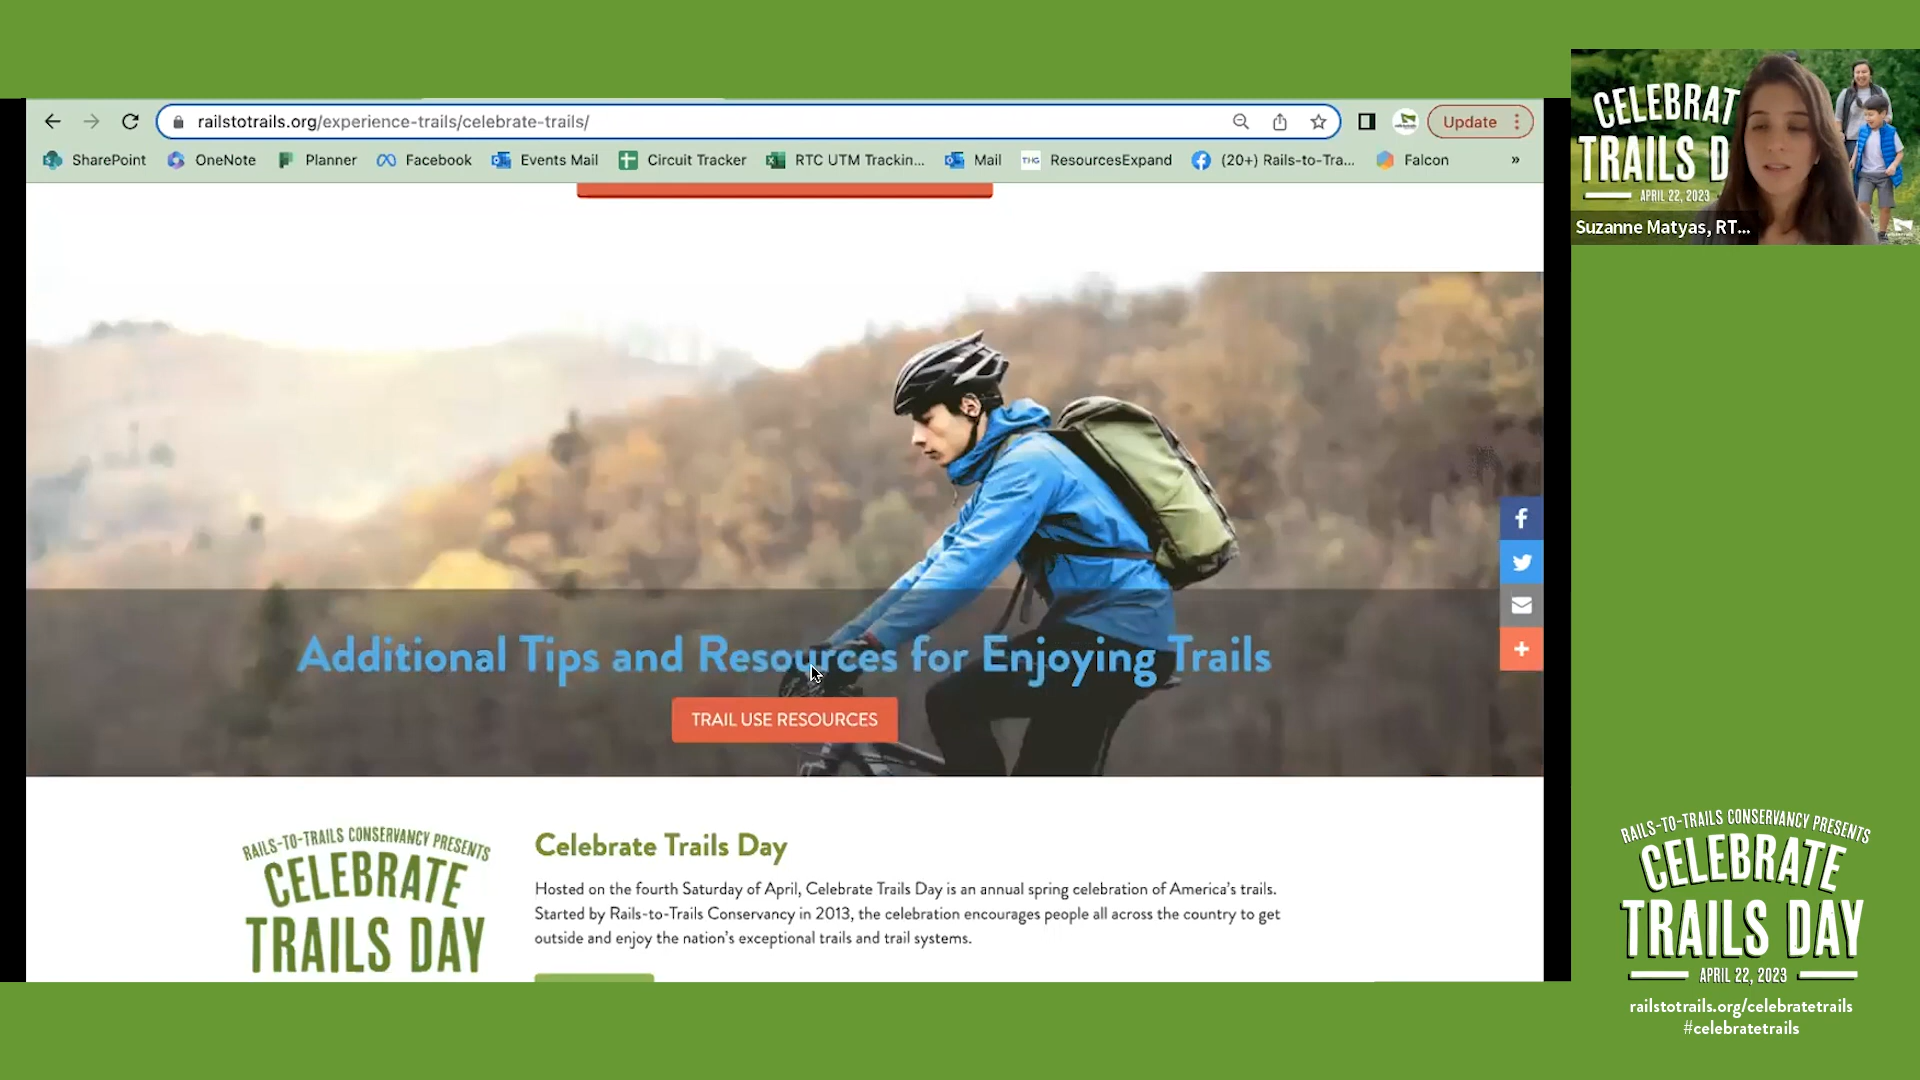 railstotrails.org/experience-trails/celebrate-trails/
Update
SharePoint
OneNote
Planner
Facebook
Events Mail
Circuit Tracker
RTC UTM Trackin...
Mail
THG
ResourcesExpand
(20+) Rails-to-Tra...
Falcon
»
Additional Tips and Resources for Enjoying Trails
TRAIL USE RESOURCES
RAILS-TO-TRAILS CONSERVANCY PRESENTS
CELEBRATE
TRAILS DAY
Celebrate Trails Day
Hosted on the fourth Saturday of April, Celebrate Trails Day is an annual spring celebration of America's trails.
Started by Rails-to-Trails Conservancy in 2013, the celebration encourages people all across the country to get
outside and enjoy the nation's exceptional trails and trail systems.
CELEBRAT
TRAILS D
APRIL 22, 2023
Suzanne Matyas, RT...
RAILS-TO-TRAILS CONSERVANCY PRESENTS
CELEBRATE
TRAILS DAY
APRIL 22, 2023
railstotrails.org/celebratetrails
#celebratetrails